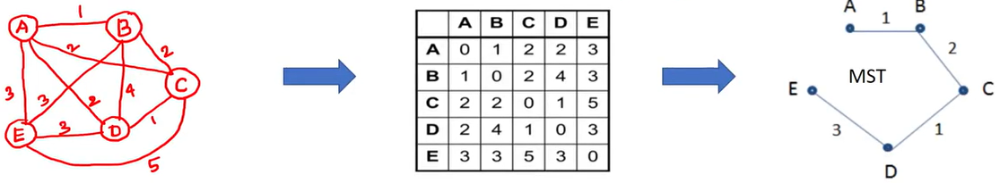 A 1 B
2 2
C
3 3 2 4
1
E 3 D
5
A B C D E
A 0 1 2 2 3
B 1 0 2 4 3
C 2 2 0 1 5
D 2 4 1 0 3
E 3 3 5 3 0
A B
1
2
MST
E C
3 1
D